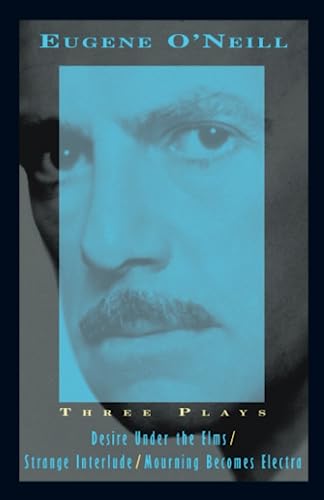 EUGENE O'NEILL
THREE PLAYS
Desire Under the Elms/
Strange Interlude/Mourning Becomes Electra